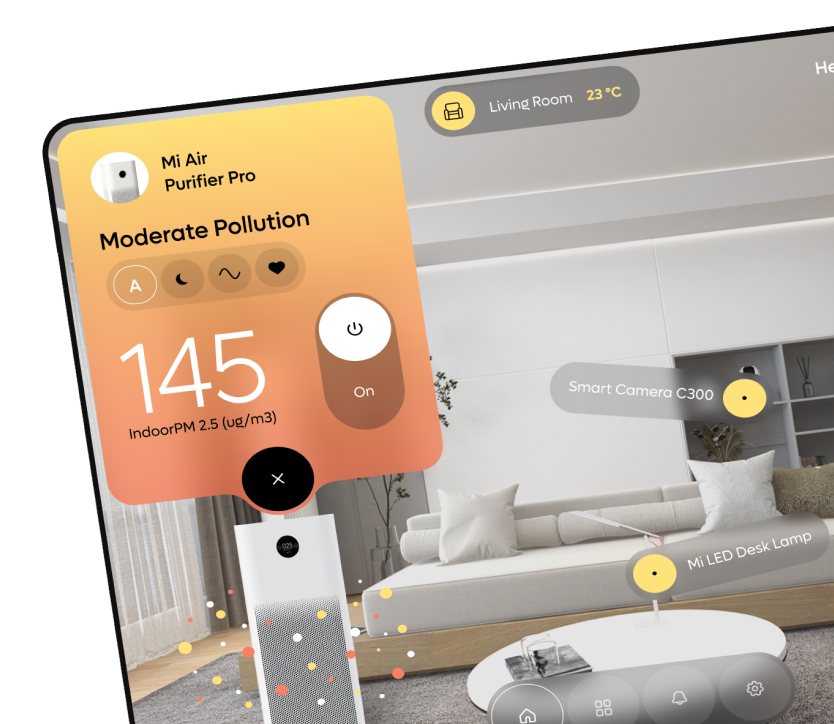 He
Living Room 23 °C
Mi Air
Purifier Pro
Moderate Pollution
A
145
On
IndoorPM 2.5 (ug/m3)
Smart Camera C300
Mi LED Desk Lamp